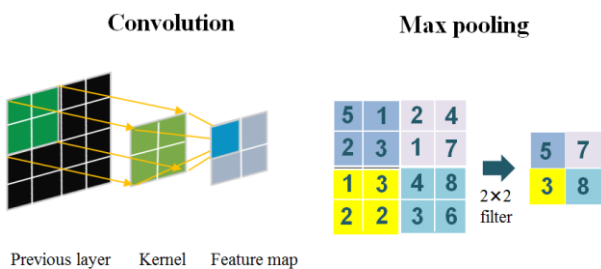 Convolution
Max pooling
5 1 2 4
2 3 1 7
1 3 4 8
2 2 3 6
2×2
filter
5 7
3 8
Previous layer
Kernel
Feature map